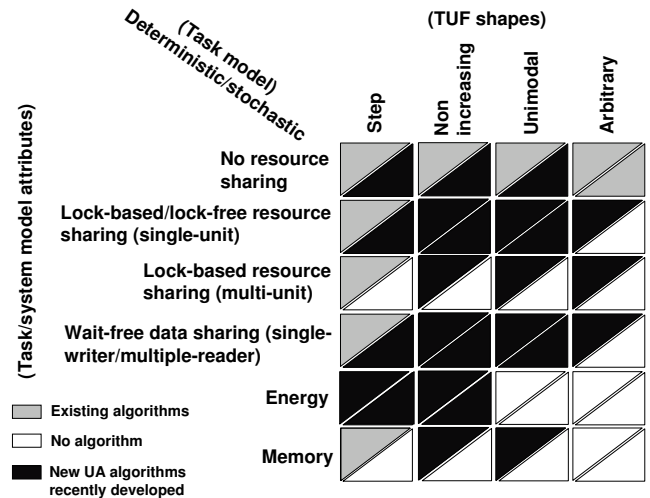 (TUF shapes)
(Task model)
Deterministic/stochastic
Step
Non
increasing
Unimodal
Arbitrary
(Task/system model attributes)
No resource
sharing
Lock-based/lock-free resource
sharing (single-unit)
Lock-based resource
sharing (multi-unit)
Wait-free data sharing (single-
writer/multiple-reader)
Energy
Memory
Existing algorithms
No algorithm
New UA algorithms
recently developed